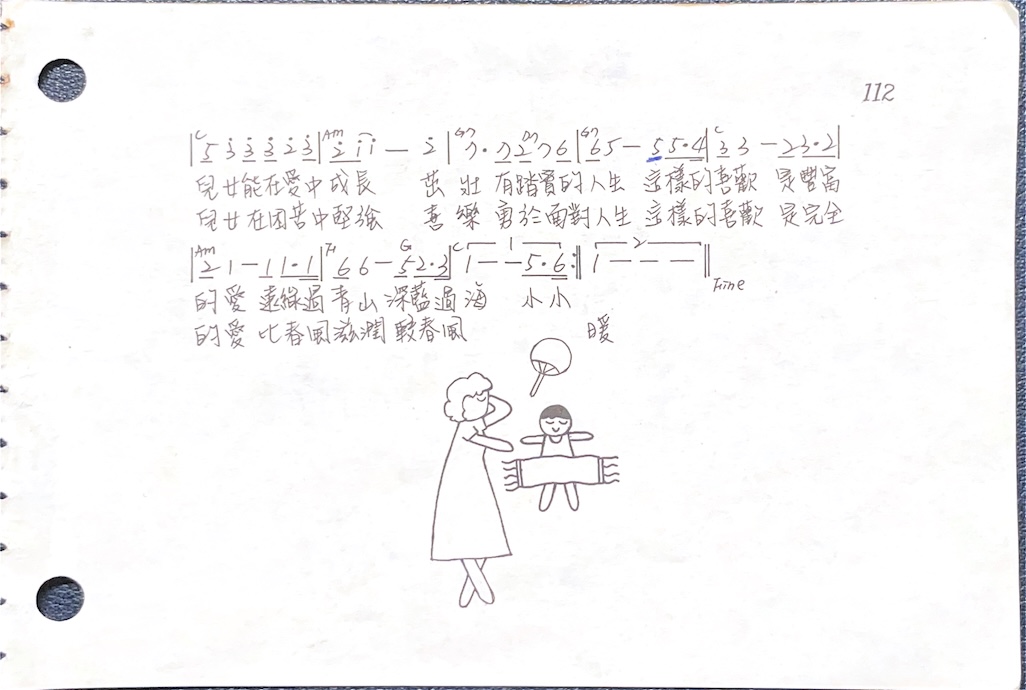 112
|C 5 3̇ 3̇ 3̇ 2̇ 3̇ |Am 2̇ 1̇ 1̇ — 2̇ |G7 7 · 7 2 7 6 |G7 6 5 — 5 5 · 4 |C 3 3 — 2 3 · 2|
兒女能在愛中成長 茁壯 有踏實的人生 這樣的喜歡 是豐富
兒女在困苦中堅強 喜樂 勇於面對人生 這樣的喜歡 是完全
|Am 2 1 — 1 1 · 1 |F 6 6 — G 5 2 · 3 |C 1. 1 — — 5 · 6 :|| 2. 1 — — — || Fine
的愛 遠綠過青山 深藍過海 小小
的愛 比春風滋潤 較春風 暖